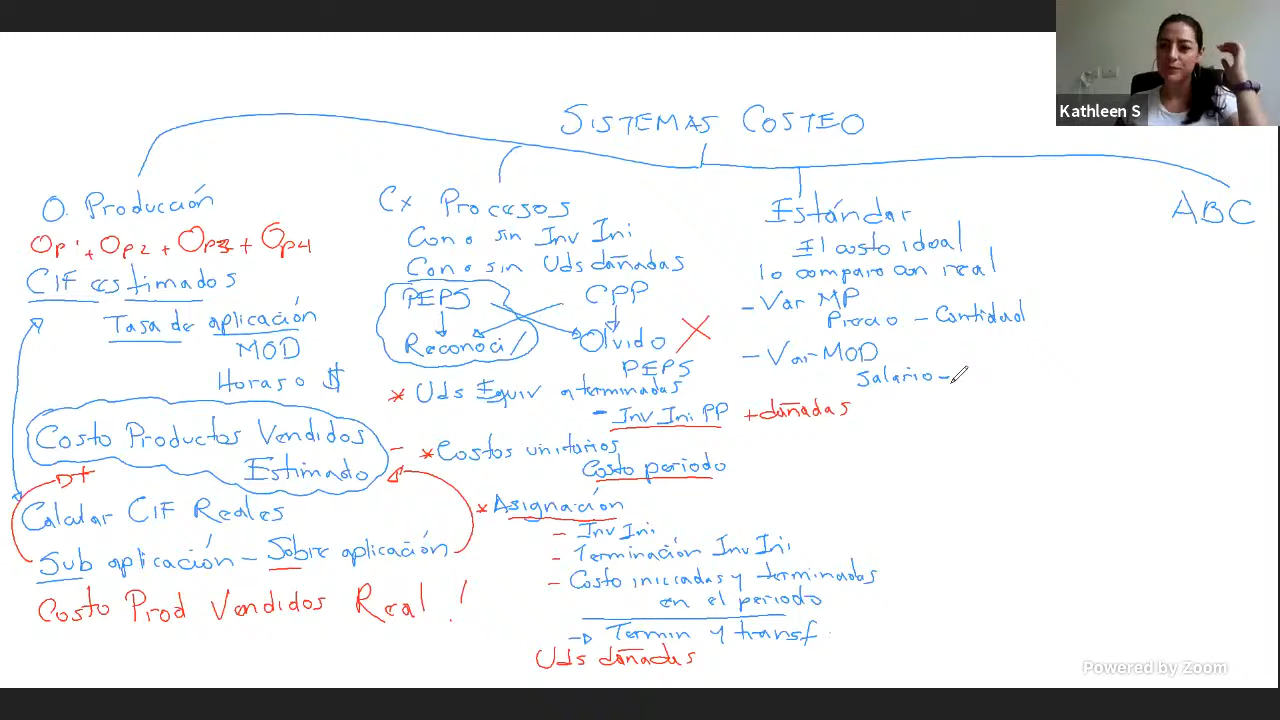 Kathleen S
SISTEMAS COSTEO
O. Producción
Op1 + Op2 + Op3 + Op4
CIF estimados
Tasa de aplicación
MOD
Horas o $
Costo Productos Vendidos
Estimado
D+
Calcular CIF Reales
Sub aplicación - Sobre aplicación
Costo Prod Vendidos Real!
Cx Procesos
Con o sin Inv Ini
Con o sin Uds dañadas
PEPS CPP
Reconoci/ Olvido X
PEPS
* Uds Equiv a terminadas
- Inv Ini PP + dañadas
- * Costos unitarios
Costo periodo
* Asignación
- Inv Ini
- Terminación Inv Ini
- Costo iniciadas y terminadas
en el periodo
→ Termin y transf.
Uds dañadas
Estándar
El costo ideal
lo comparo con real
- Var MP
Precio - Cantidad
- Var MOD
Salario -
ABC
Powered by Zoom